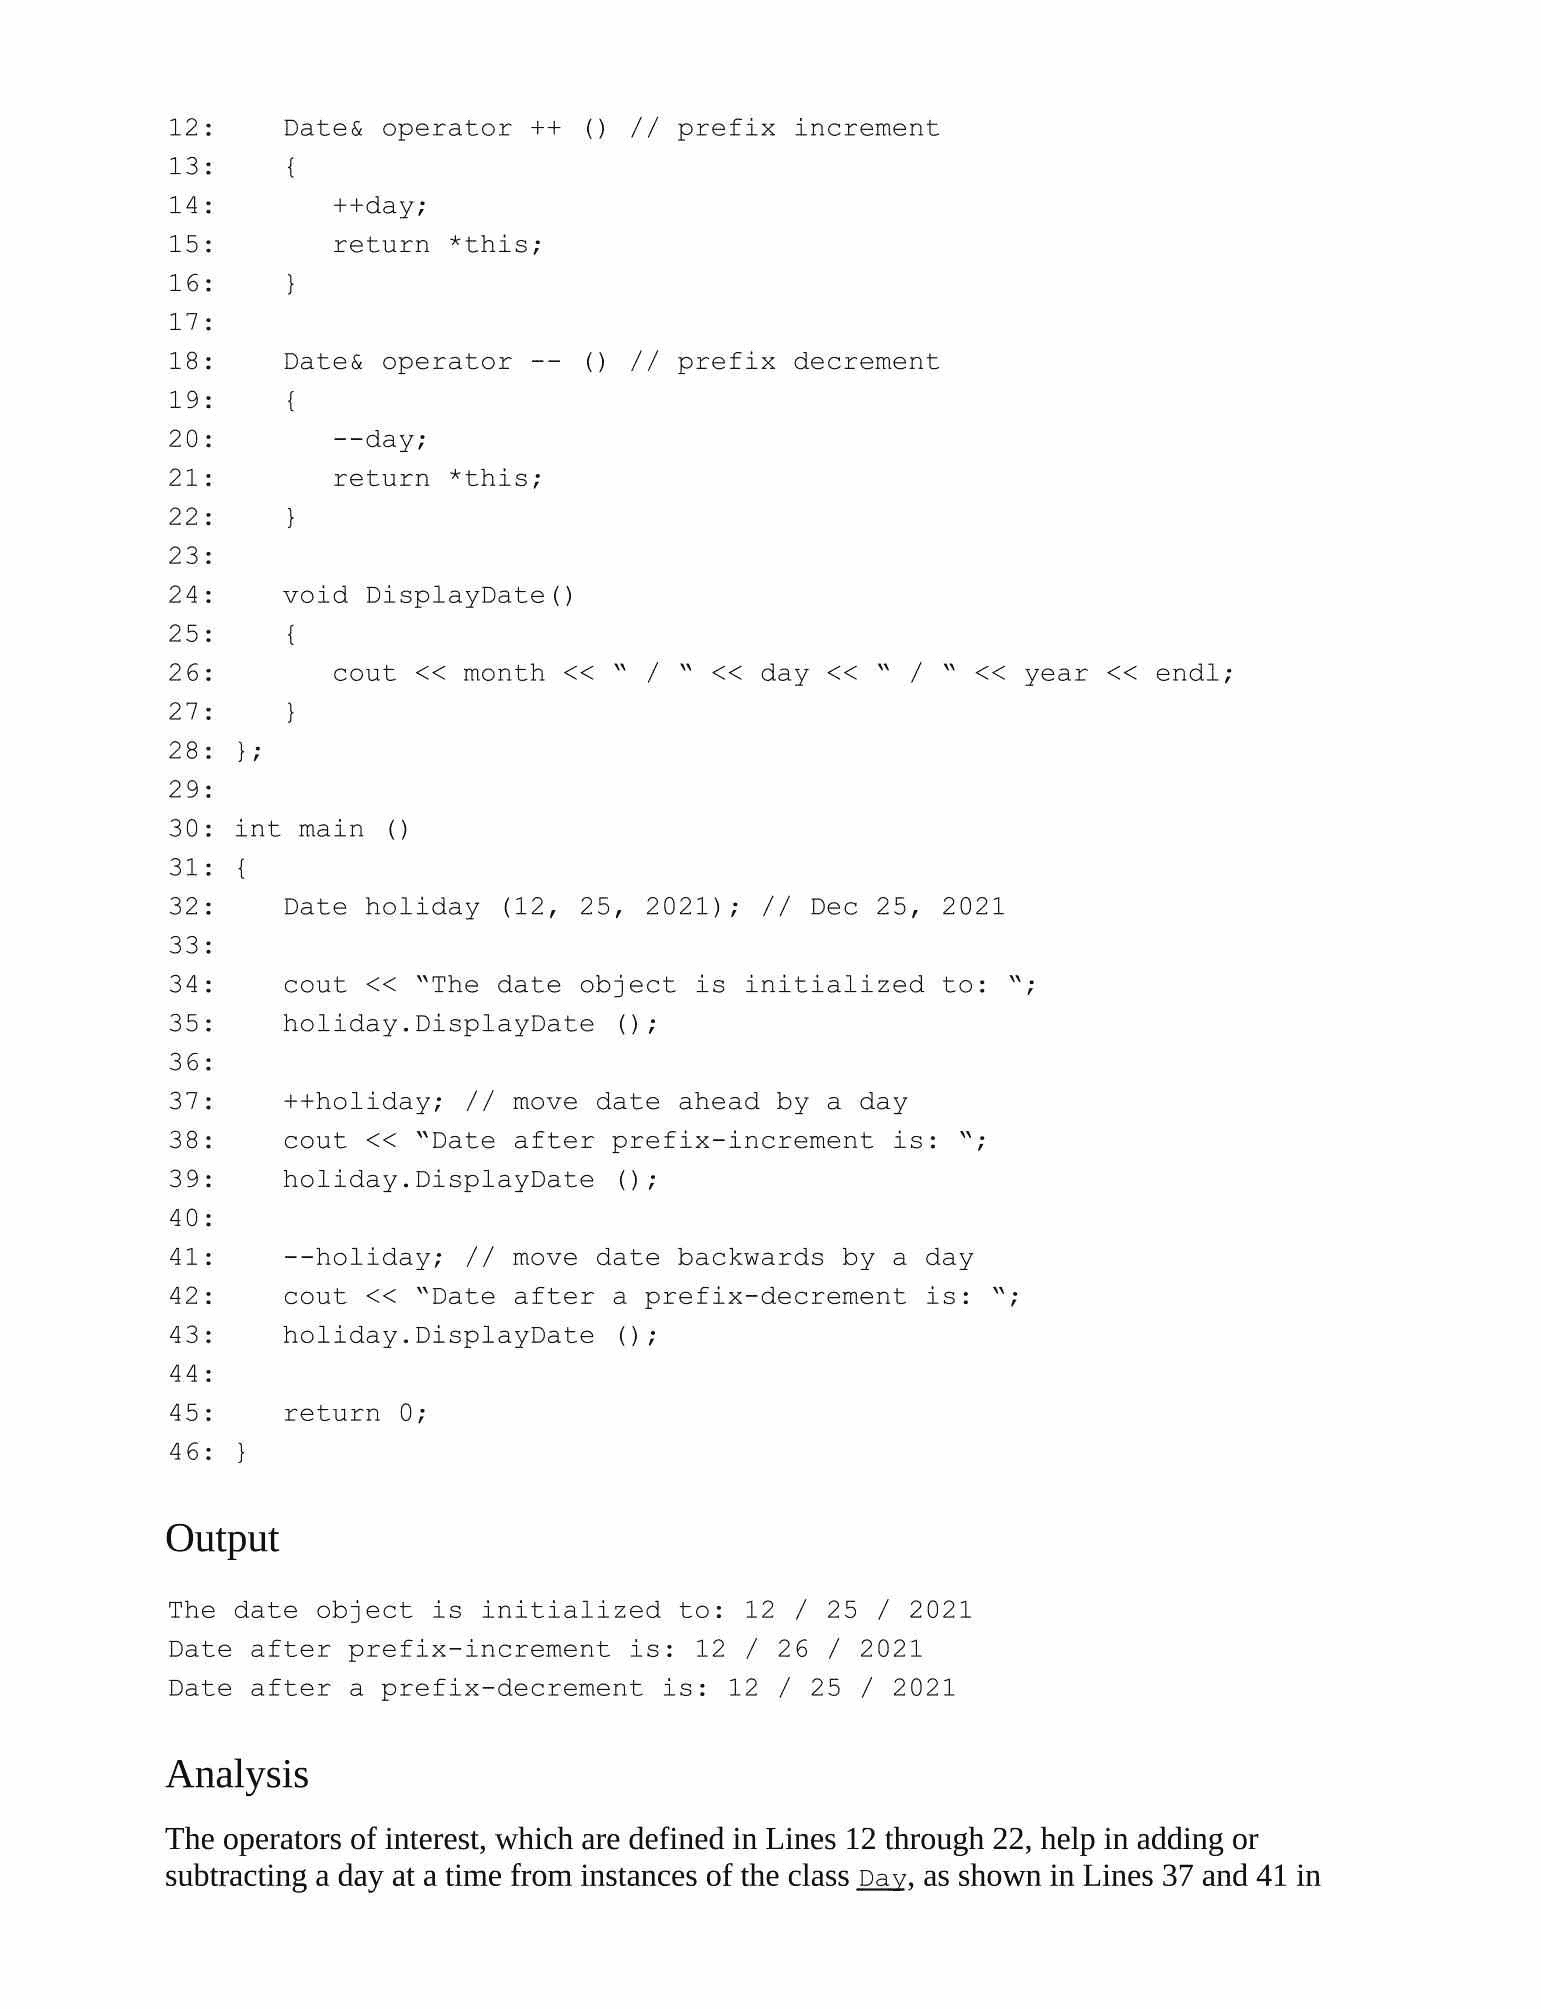 12:    Date& operator ++ () // prefix increment
13:    {
14:       ++day;
15:       return *this;
16:    }
17:
18:    Date& operator -- () // prefix decrement
19:    {
20:       --day;
21:       return *this;
22:    }
23:
24:    void DisplayDate()
25:    {
26:       cout << month << “ / “ << day << “ / “ << year << endl;
27:    }
28: };
29:
30: int main ()
31: {
32:    Date holiday (12, 25, 2021); // Dec 25, 2021
33:
34:    cout << “The date object is initialized to: “;
35:    holiday.DisplayDate ();
36:
37:    ++holiday; // move date ahead by a day
38:    cout << “Date after prefix-increment is: “;
39:    holiday.DisplayDate ();
40:
41:    --holiday; // move date backwards by a day
42:    cout << “Date after a prefix-decrement is: “;
43:    holiday.DisplayDate ();
44:
45:    return 0;
46: }
Output
The date object is initialized to: 12 / 25 / 2021
Date after prefix-increment is: 12 / 26 / 2021
Date after a prefix-decrement is: 12 / 25 / 2021
Analysis
The operators of interest, which are defined in Lines 12 through 22, help in adding or
subtracting a day at a time from instances of the class Day, as shown in Lines 37 and 41 in